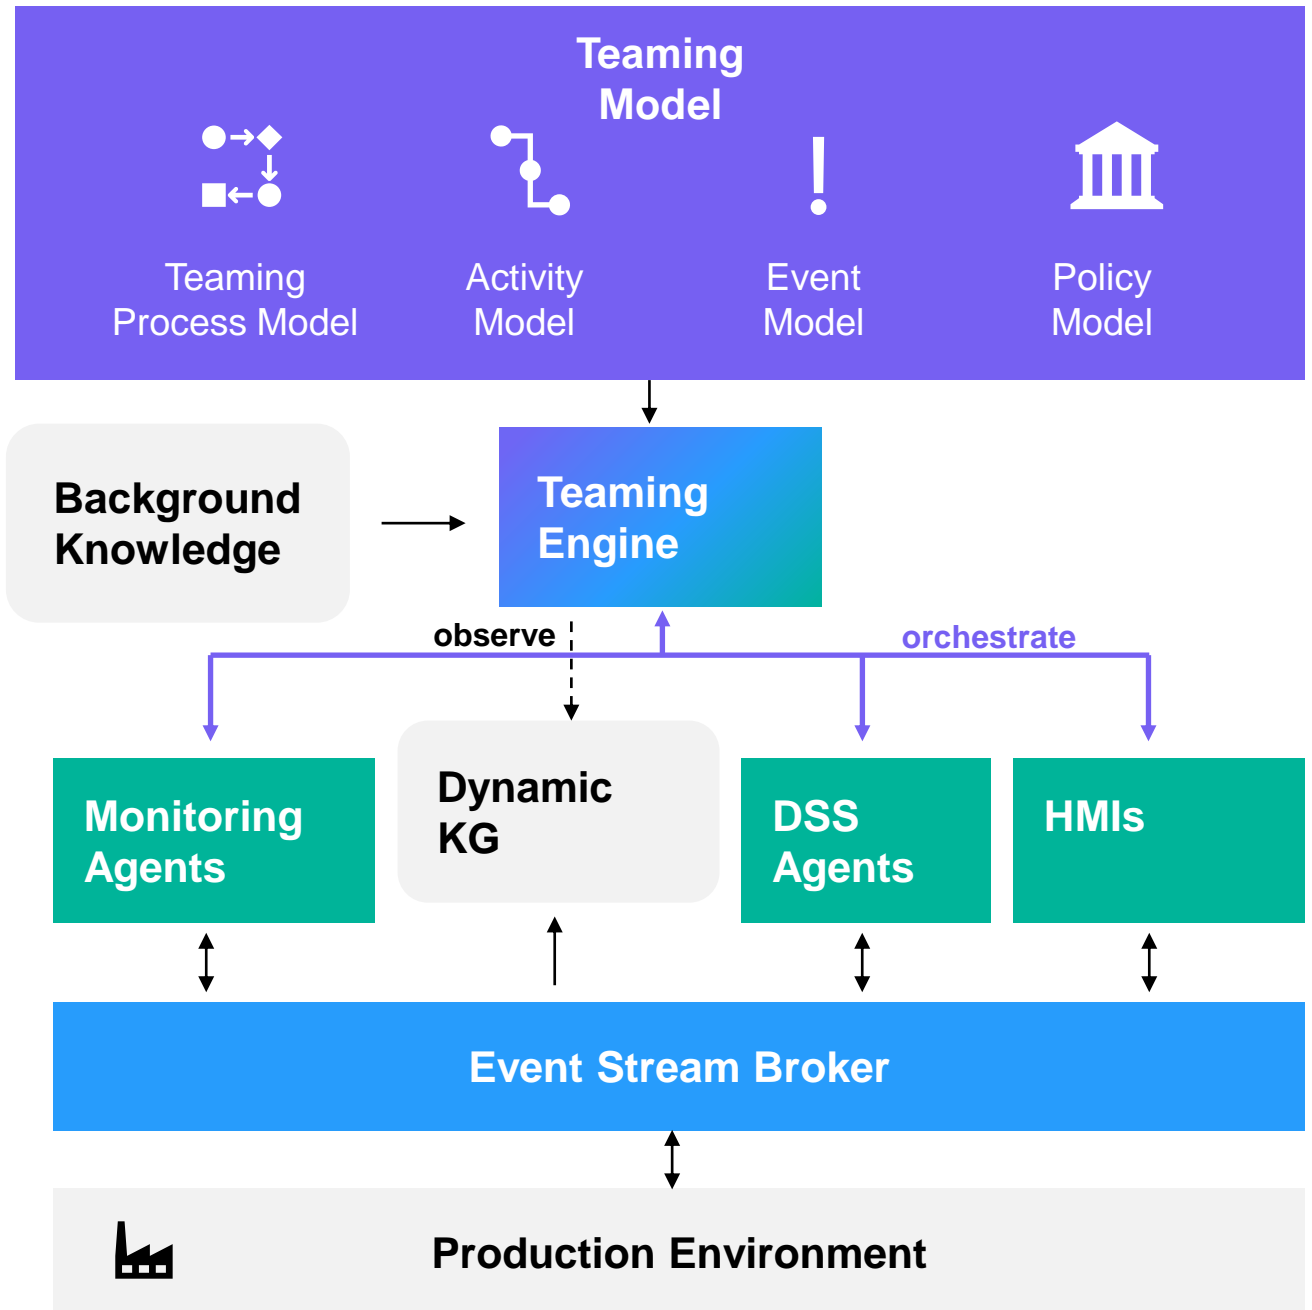 Teaming
Model
Teaming
Process Model
Activity
Model
Event
Model
Policy
Model
Background
Knowledge
Teaming
Engine
observe
orchestrate
Monitoring
Agents
Dynamic
KG
DSS
Agents
HMIs
Event Stream Broker
Production Environment